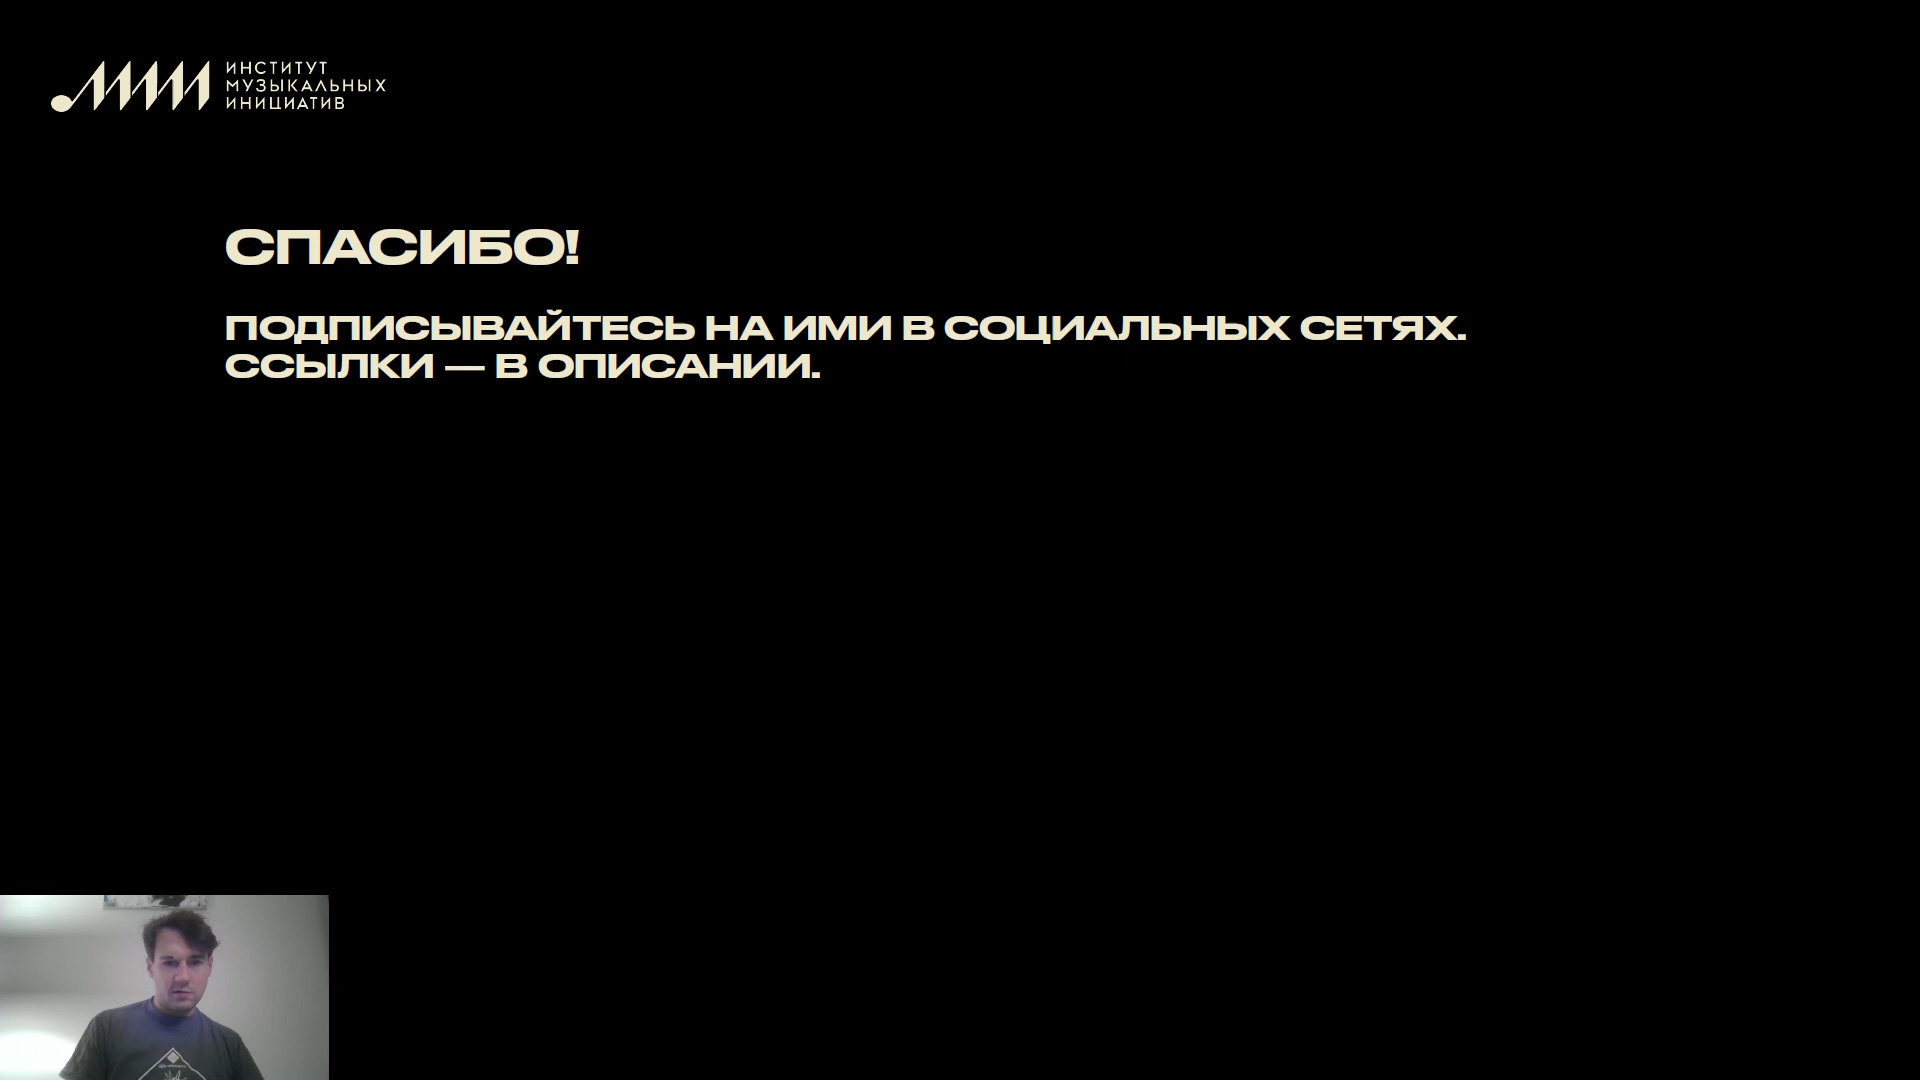 ИНСТИТУТ
МУЗЫКАЛЬНЫХ
ИНИЦИАТИВ
СПАСИБО!
ПОДПИСЫВАЙТЕСЬ НА ИМИ В СОЦИАЛЬНЫХ СЕТЯХ.
ССЫЛКИ — В ОПИСАНИИ.